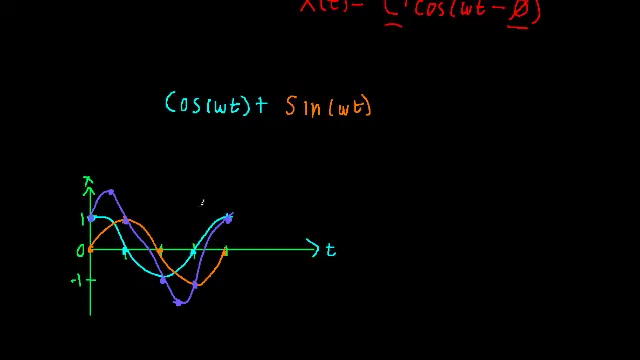 x(t) = C cos(wt - ø)
cos(wt) + sin(wt)
x
1
0
t
-1